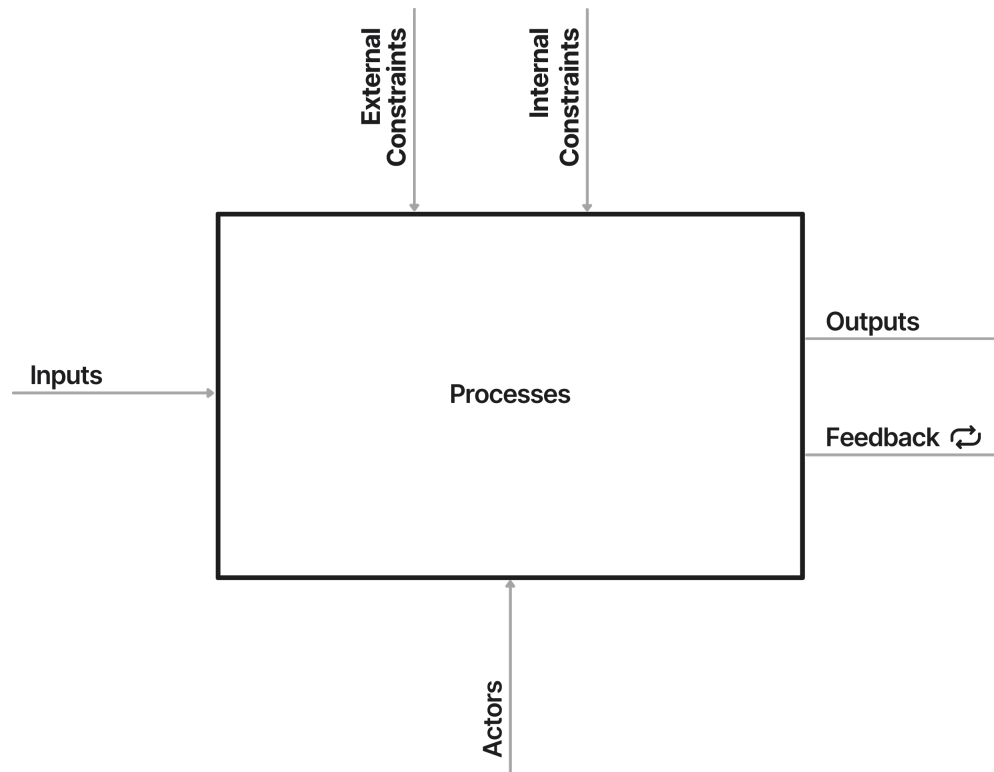 External
Constraints
Internal
Constraints
Outputs
Inputs
Processes
Feedback
Actors